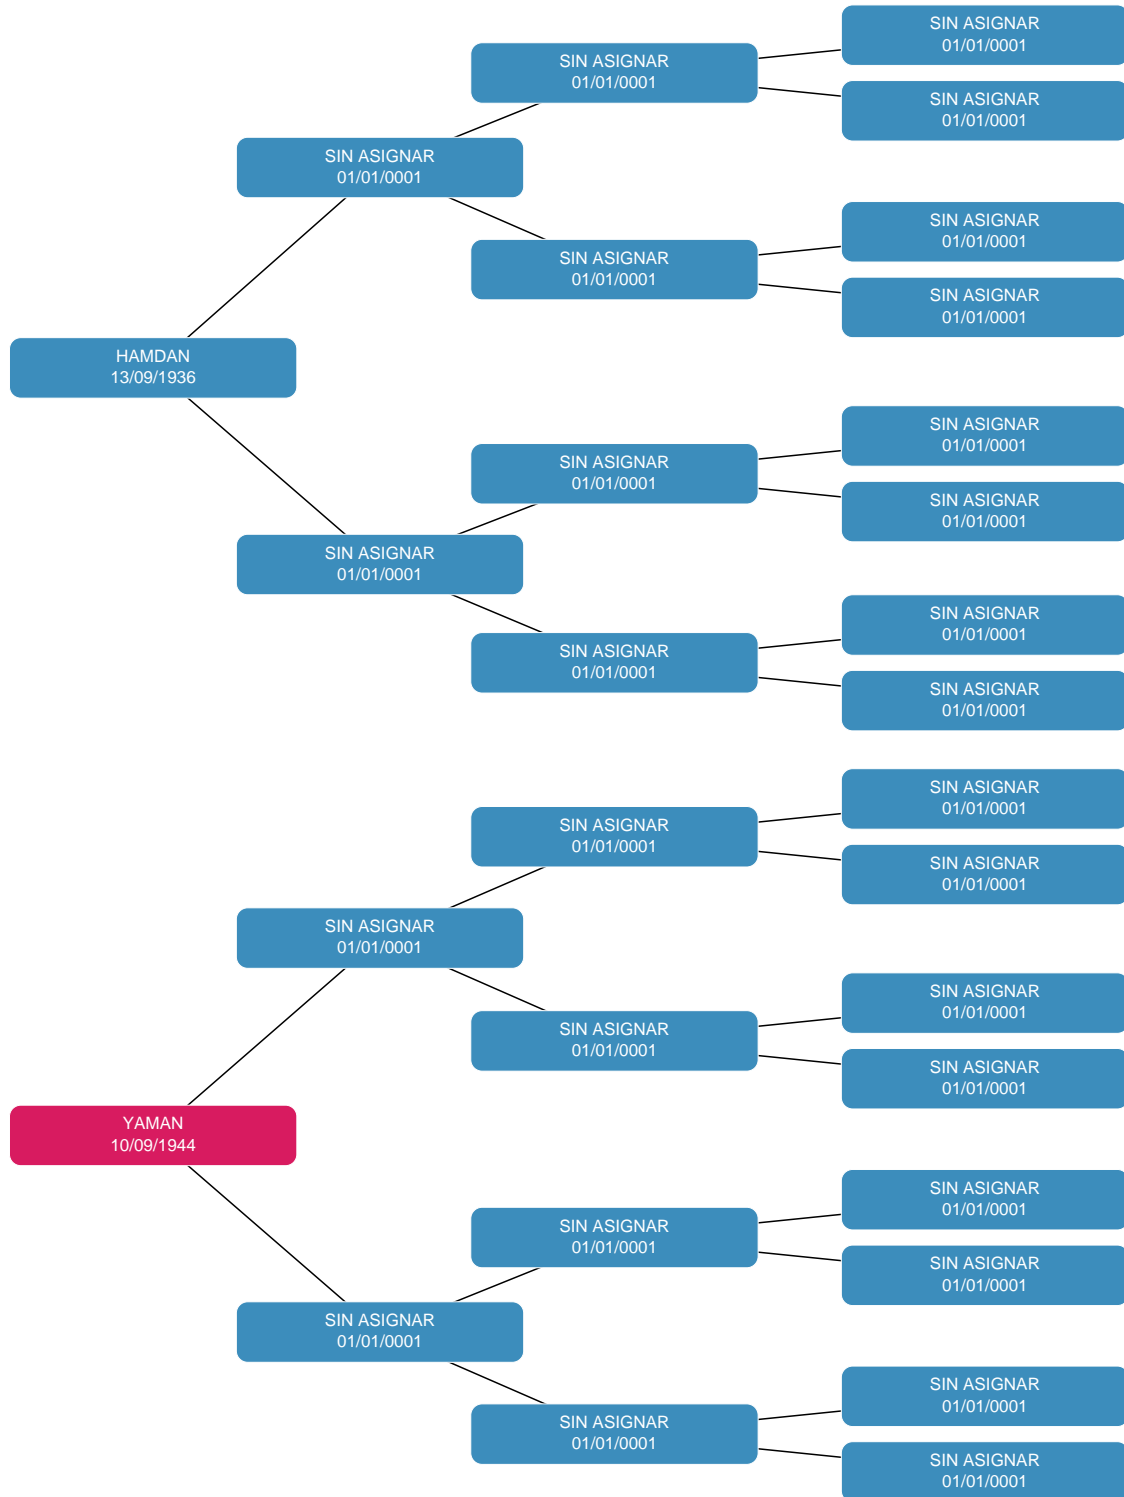 SIN ASIGNAR
01/01/0001
SIN ASIGNAR
01/01/0001
SIN ASIGNAR
01/01/0001
SIN ASIGNAR
01/01/0001
SIN ASIGNAR
01/01/0001
SIN ASIGNAR
01/01/0001
SIN ASIGNAR
01/01/0001
HAMDAN
13/09/1936
SIN ASIGNAR
01/01/0001
SIN ASIGNAR
01/01/0001
SIN ASIGNAR
01/01/0001
SIN ASIGNAR
01/01/0001
SIN ASIGNAR
01/01/0001
SIN ASIGNAR
01/01/0001
SIN ASIGNAR
01/01/0001
SIN ASIGNAR
01/01/0001
SIN ASIGNAR
01/01/0001
SIN ASIGNAR
01/01/0001
SIN ASIGNAR
01/01/0001
SIN ASIGNAR
01/01/0001
SIN ASIGNAR
01/01/0001
SIN ASIGNAR
01/01/0001
YAMAN
10/09/1944
SIN ASIGNAR
01/01/0001
SIN ASIGNAR
01/01/0001
SIN ASIGNAR
01/01/0001
SIN ASIGNAR
01/01/0001
SIN ASIGNAR
01/01/0001
SIN ASIGNAR
01/01/0001
SIN ASIGNAR
01/01/0001